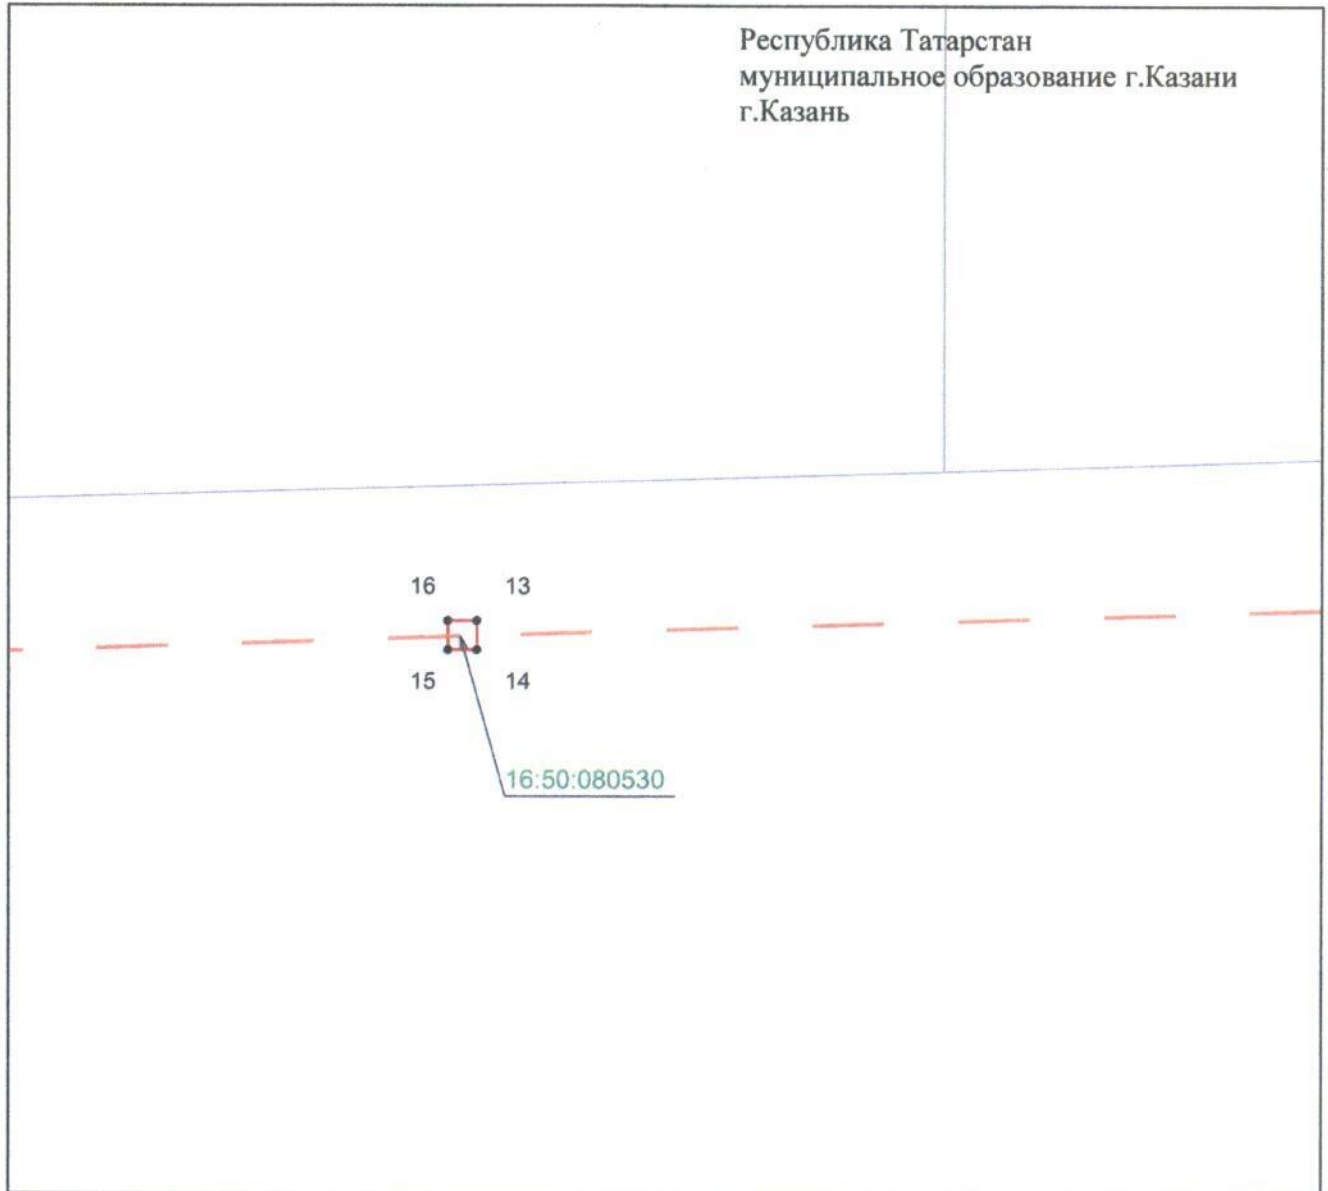 Республика Татарстан
муниципальное образование г.Казани
г.Казань
16 13
15 14
16:50:080530